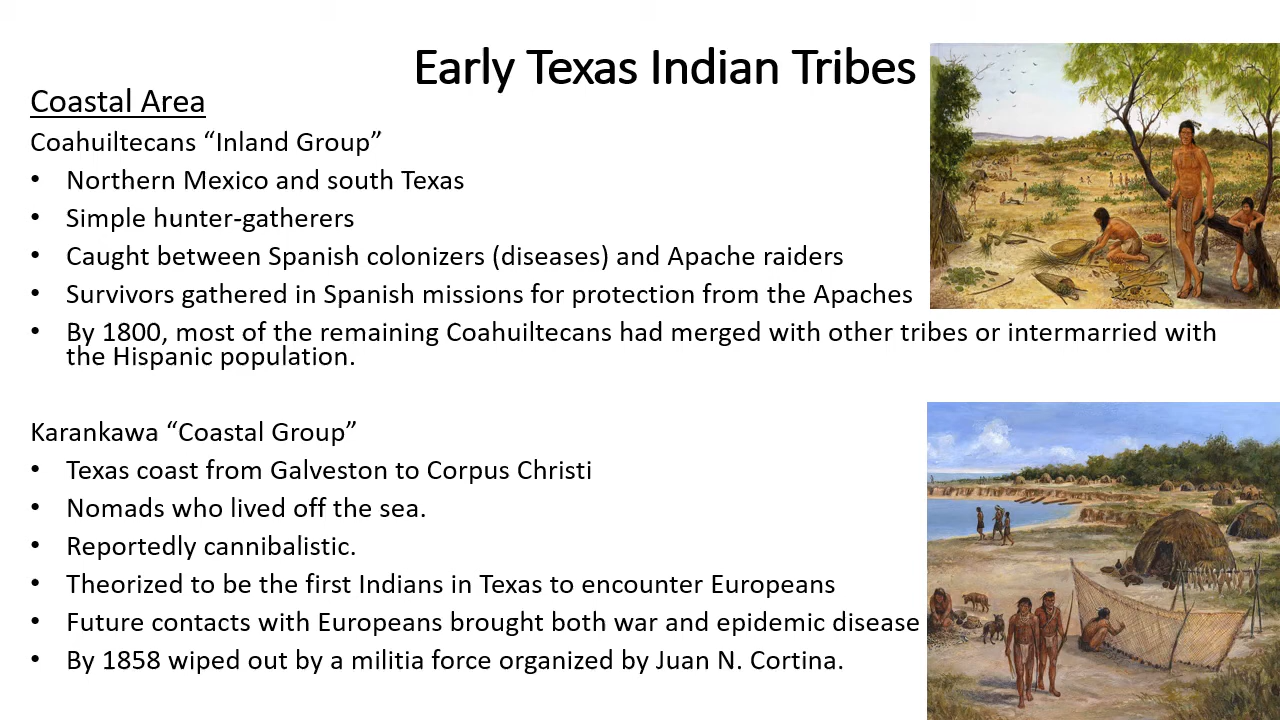 Early Texas Indian Tribes
Coastal Area
Coahuiltecans “Inland Group”
• Northern Mexico and south Texas
• Simple hunter-gatherers
• Caught between Spanish colonizers (diseases) and Apache raiders
• Survivors gathered in Spanish missions for protection from the Apaches
• By 1800, most of the remaining Coahuiltecans had merged with other tribes or intermarried with
the Hispanic population.
Karankawa “Coastal Group”
• Texas coast from Galveston to Corpus Christi
• Nomads who lived off the sea.
• Reportedly cannibalistic.
• Theorized to be the first Indians in Texas to encounter Europeans
• Future contacts with Europeans brought both war and epidemic disease
• By 1858 wiped out by a militia force organized by Juan N. Cortina.